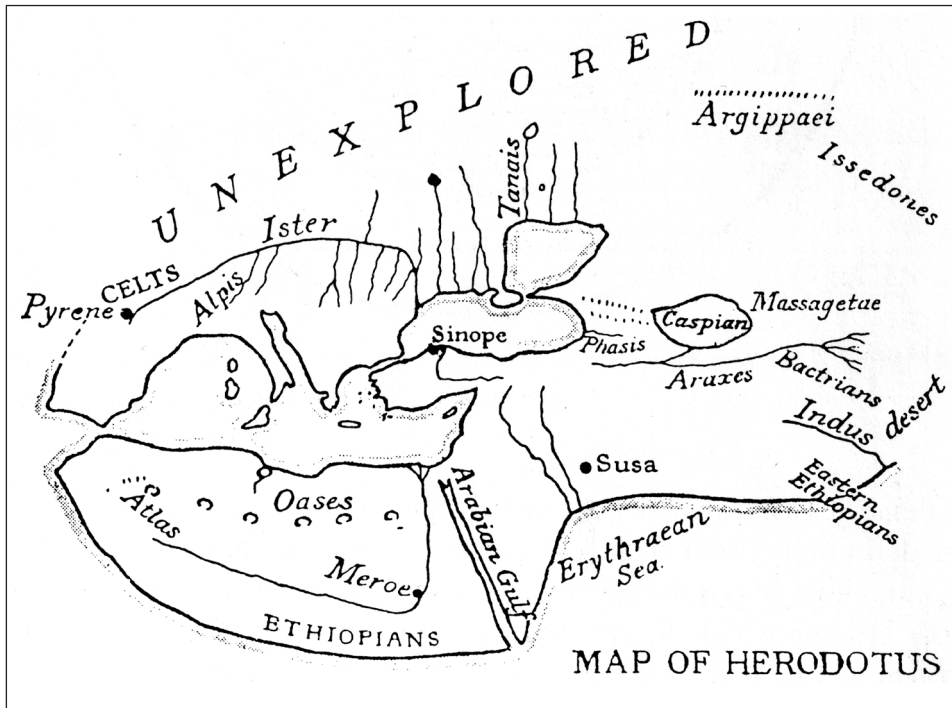 UNEXPLORED
Argippaei
Issedones
Tanais
Ister
CELTS
Alpis
Pyrene
Caspian
Massagetae
Sinope
Phasis
Araxes
Bactrians
Indus
desert
Susa
Eastern
Ethiopians
Oases
Atlas
Arabian Gulf
Erythraean
Sea.
Meroe
ETHIOPIANS
MAP OF HERODOTUS